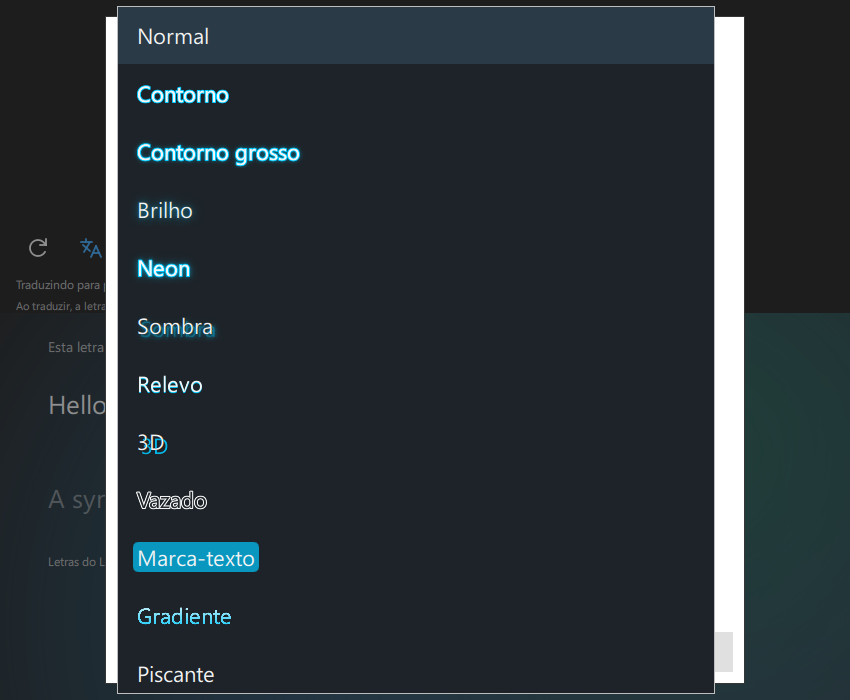 Normal
Contorno
Contorno grosso
Brilho
Neon
Sombra
Relevo
3D
Vazado
Marca-texto
Gradiente
Piscante
Traduzindo para
Ao traduzir, a letra
Esta letra
Hello
A syn
Letras do L